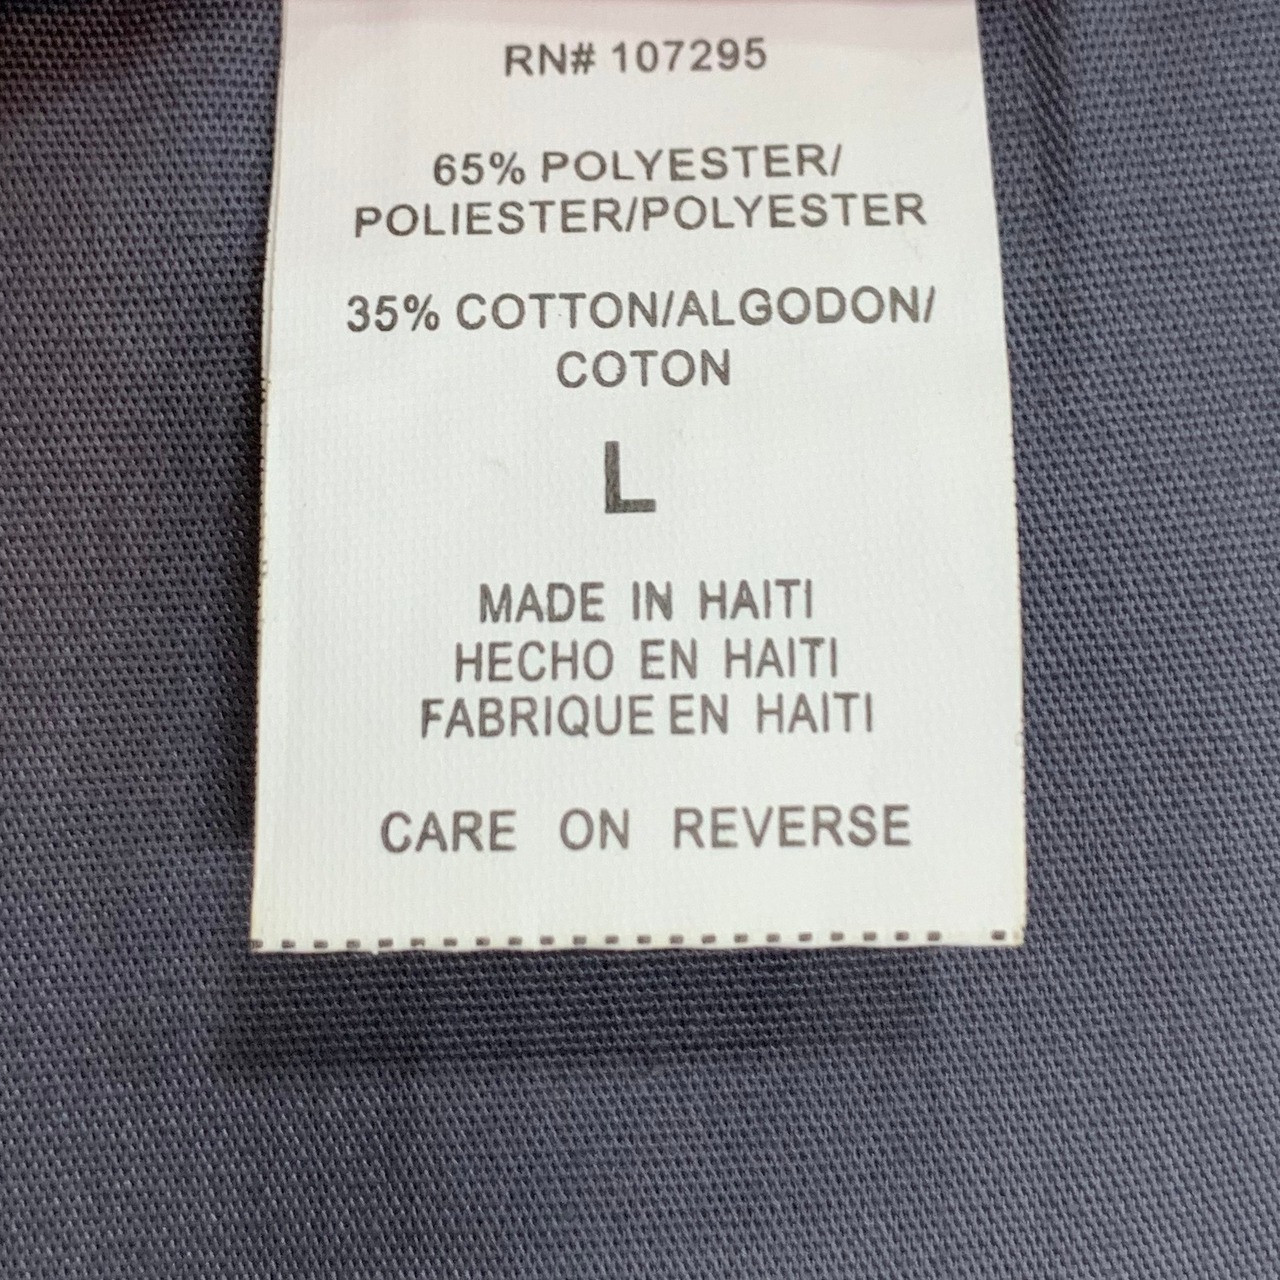 RN# 107295
65% POLYESTER/
POLIESTER/POLYESTER
35% COTTON/ALGODON/
COTON
L
MADE IN HAITI
HECHO EN HAITI
FABRIQUE EN HAITI
CARE ON REVERSE